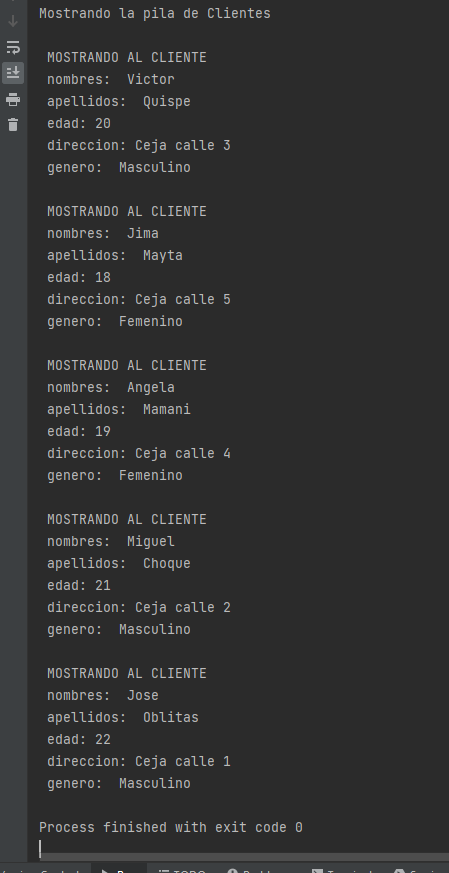 Mostrando la pila de Clientes
MOSTRANDO AL CLIENTE
nombres:  Victor
apellidos:  Quispe
edad: 20
direccion: Ceja calle 3
genero:  Masculino
MOSTRANDO AL CLIENTE
nombres:  Jima
apellidos:  Mayta
edad: 18
direccion: Ceja calle 5
genero:  Femenino
MOSTRANDO AL CLIENTE
nombres:  Angela
apellidos:  Mamani
edad: 19
direccion: Ceja calle 4
genero:  Femenino
MOSTRANDO AL CLIENTE
nombres:  Miguel
apellidos:  Choque
edad: 21
direccion: Ceja calle 2
genero:  Masculino
MOSTRANDO AL CLIENTE
nombres:  Jose
apellidos:  Oblitas
edad: 22
direccion: Ceja calle 1
genero:  Masculino
Process finished with exit code 0